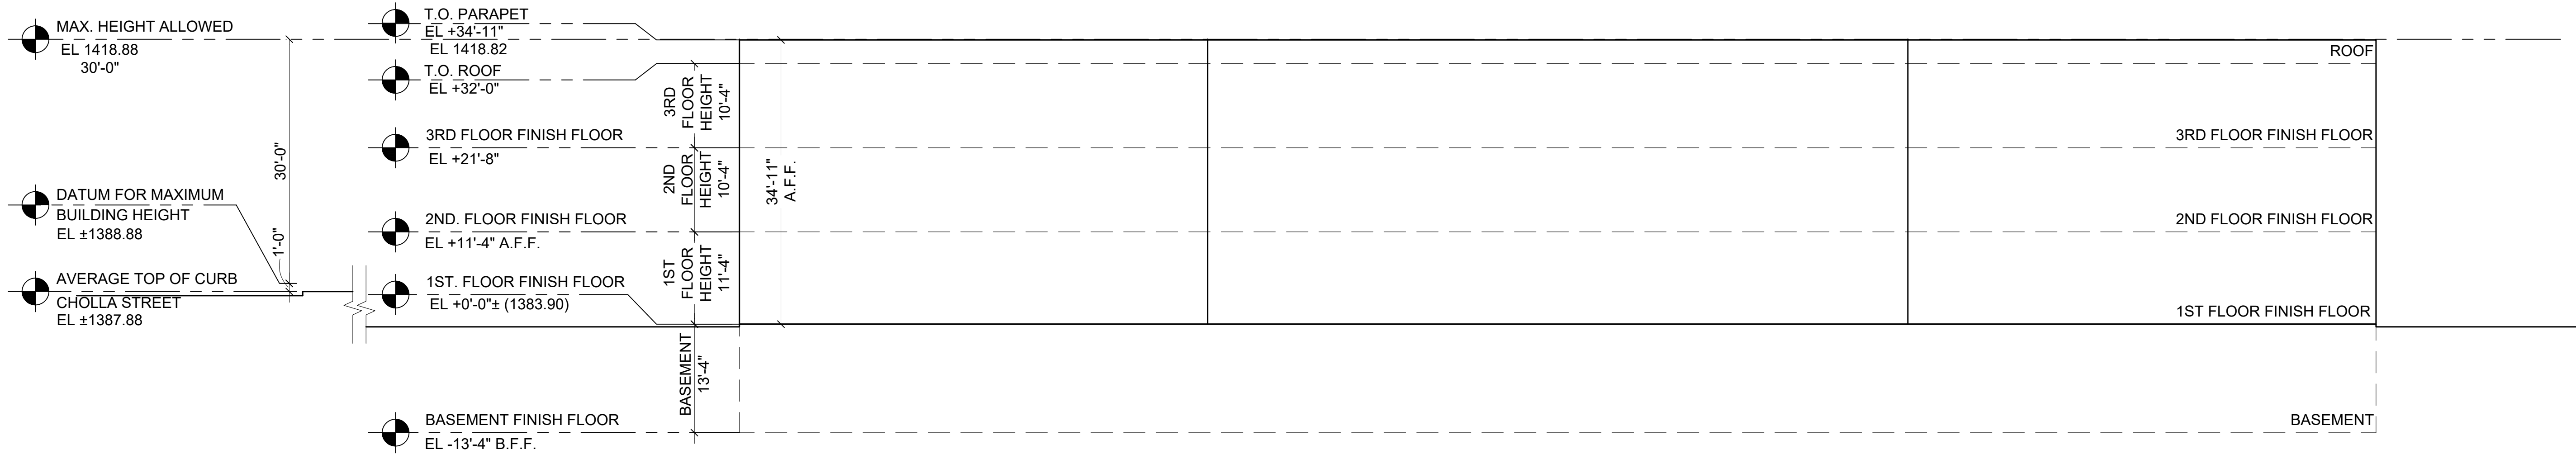 MAX. HEIGHT ALLOWED
EL 1418.88
30'-0"
DATUM FOR MAXIMUM
BUILDING HEIGHT
EL ±1388.88
AVERAGE TOP OF CURB
CHOLLA STREET
EL ±1387.88
30'-0"
1'-0"
T.O. PARAPET
EL +34'-11"
EL 1418.82
T.O. ROOF
EL +32'-0"
3RD FLOOR FINISH FLOOR
EL +21'-8"
2ND. FLOOR FINISH FLOOR
EL +11'-4" A.F.F.
1ST. FLOOR FINISH FLOOR
EL +0'-0"± (1383.90)
BASEMENT FINISH FLOOR
EL -13'-4" B.F.F.
3RD
FLOOR
HEIGHT
10'-4"
2ND
FLOOR
HEIGHT
10'-4"
1ST
FLOOR
HEIGHT
11'-4"
BASEMENT
13'-4"
34'-11"
A.F.F.
ROOF
3RD FLOOR FINISH FLOOR
2ND FLOOR FINISH FLOOR
1ST FLOOR FINISH FLOOR
BASEMENT